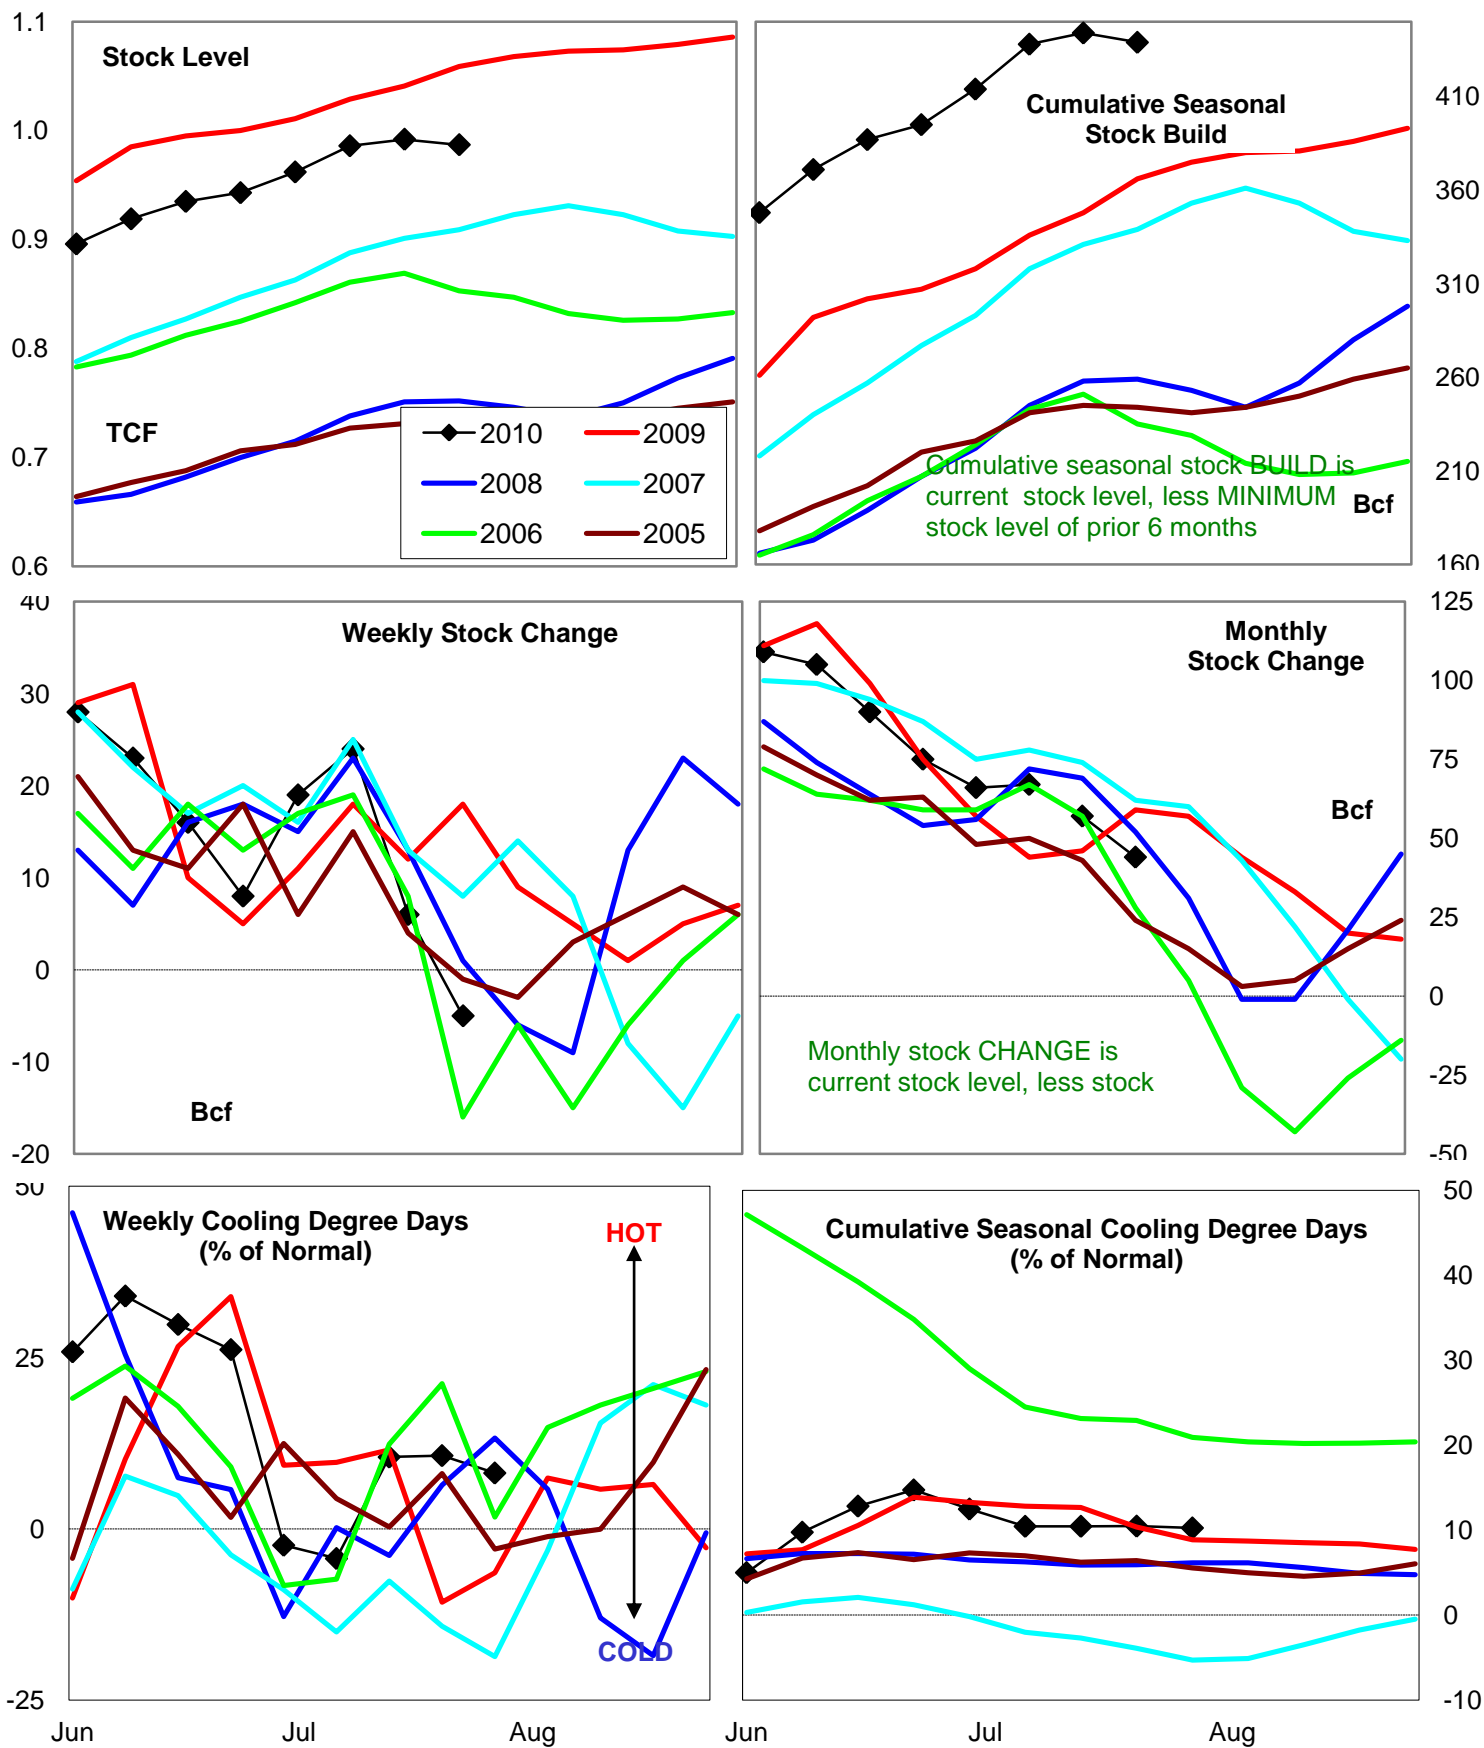 1.1
1.0
0.9
0.8
0.7
0.6
Stock Level
TCF
2010
2009
2008
2007
2006
2005
Cumulative Seasonal
Stock Build
410
360
310
260
210
160
Cumulative seasonal stock BUILD is
current stock level, less MINIMUM
stock level of prior 6 months
Bcf
40
30
20
10
0
-10
-20
Weekly Stock Change
Bcf
Monthly
Stock Change
125
100
75
50
25
0
-25
-50
Bcf
Monthly stock CHANGE is
current stock level, less stock
50
25
0
-25
Weekly Cooling Degree Days
(% of Normal)
HOT
COLD
Jun
Jul
Aug
Cumulative Seasonal Cooling Degree Days
(% of Normal)
50
40
30
20
10
0
-10
Jun
Jul
Aug